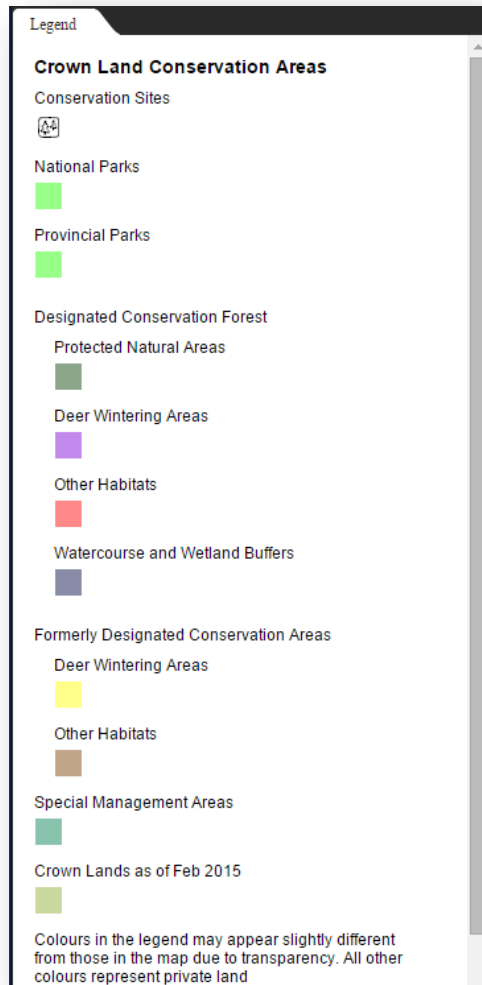 Legend
Crown Land Conservation Areas
Conservation Sites
National Parks
Provincial Parks
Designated Conservation Forest
Protected Natural Areas
Deer Wintering Areas
Other Habitats
Watercourse and Wetland Buffers
Formerly Designated Conservation Areas
Deer Wintering Areas
Other Habitats
Special Management Areas
Crown Lands as of Feb 2015
Colours in the legend may appear slightly different
from those in the map due to transparency. All other
colours represent private land